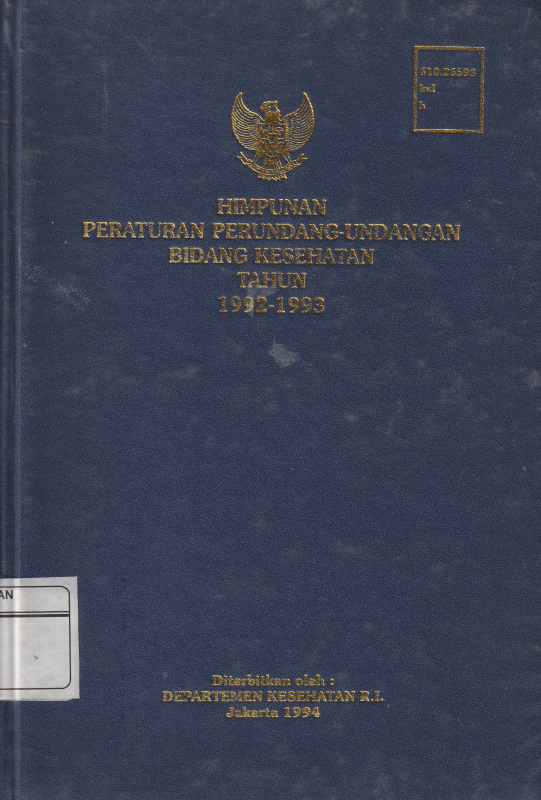 610.26593
Ind
h
HIMPUNAN
PERATURAN PERUNDANG-UNDANGAN
BIDANG KESEHATAN
TAHUN
1992-1993
AN
Diterbitkan oleh :
DEPARTEMEN KESEHATAN R.I.
Jakarta 1994